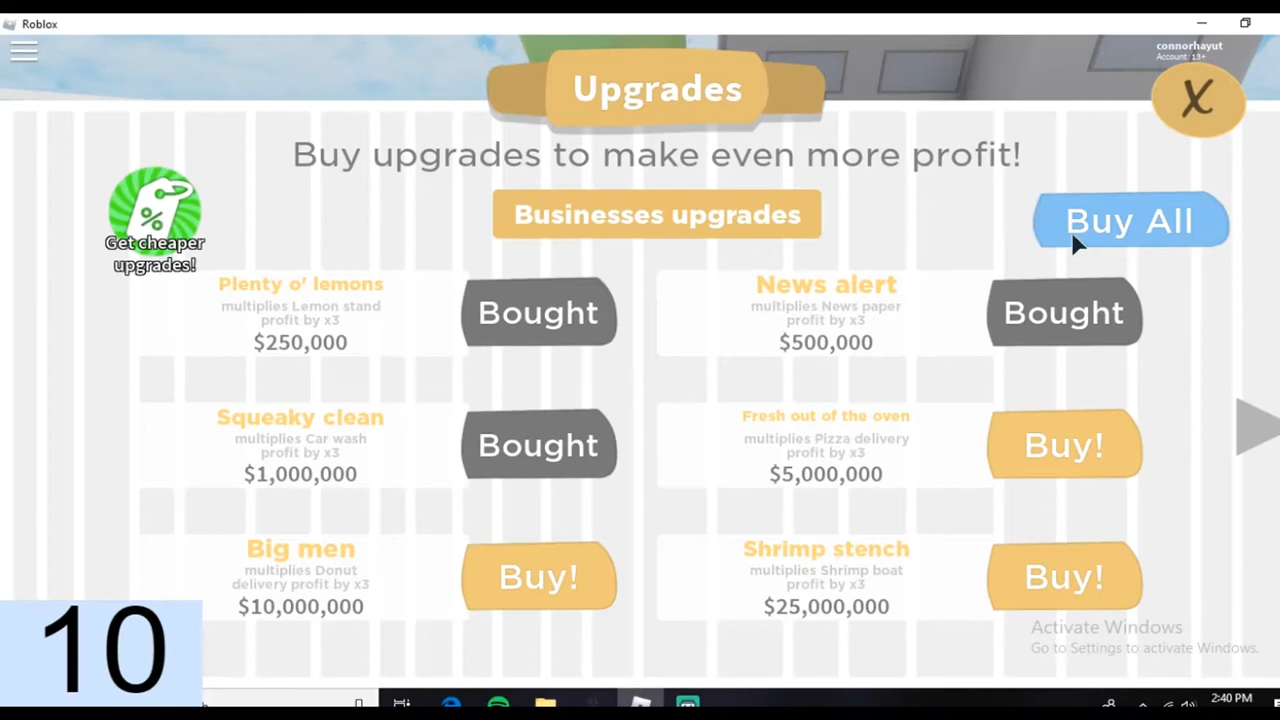 Roblox
connorhayut
Account: 13+
Upgrades
X
Buy upgrades to make even more profit!
Get cheaper
upgrades!
%
Businesses upgrades
Buy All
Plenty o' lemons
multiplies Lemon stand
profit by x3
$250,000
Bought
News alert
multiplies News paper
profit by x3
$500,000
Bought
Squeaky clean
multiplies Car wash
profit by x3
$1,000,000
Bought
Fresh out of the oven
multiplies Pizza delivery
profit by x3
$5,000,000
Buy!
Big men
multiplies Donut
delivery profit by x3
$10,000,000
Buy!
Shrimp stench
multiplies Shrimp boat
profit by x3
$25,000,000
Buy!
10
Activate Windows
Go to Settings to activate Windows.
2:40 PM